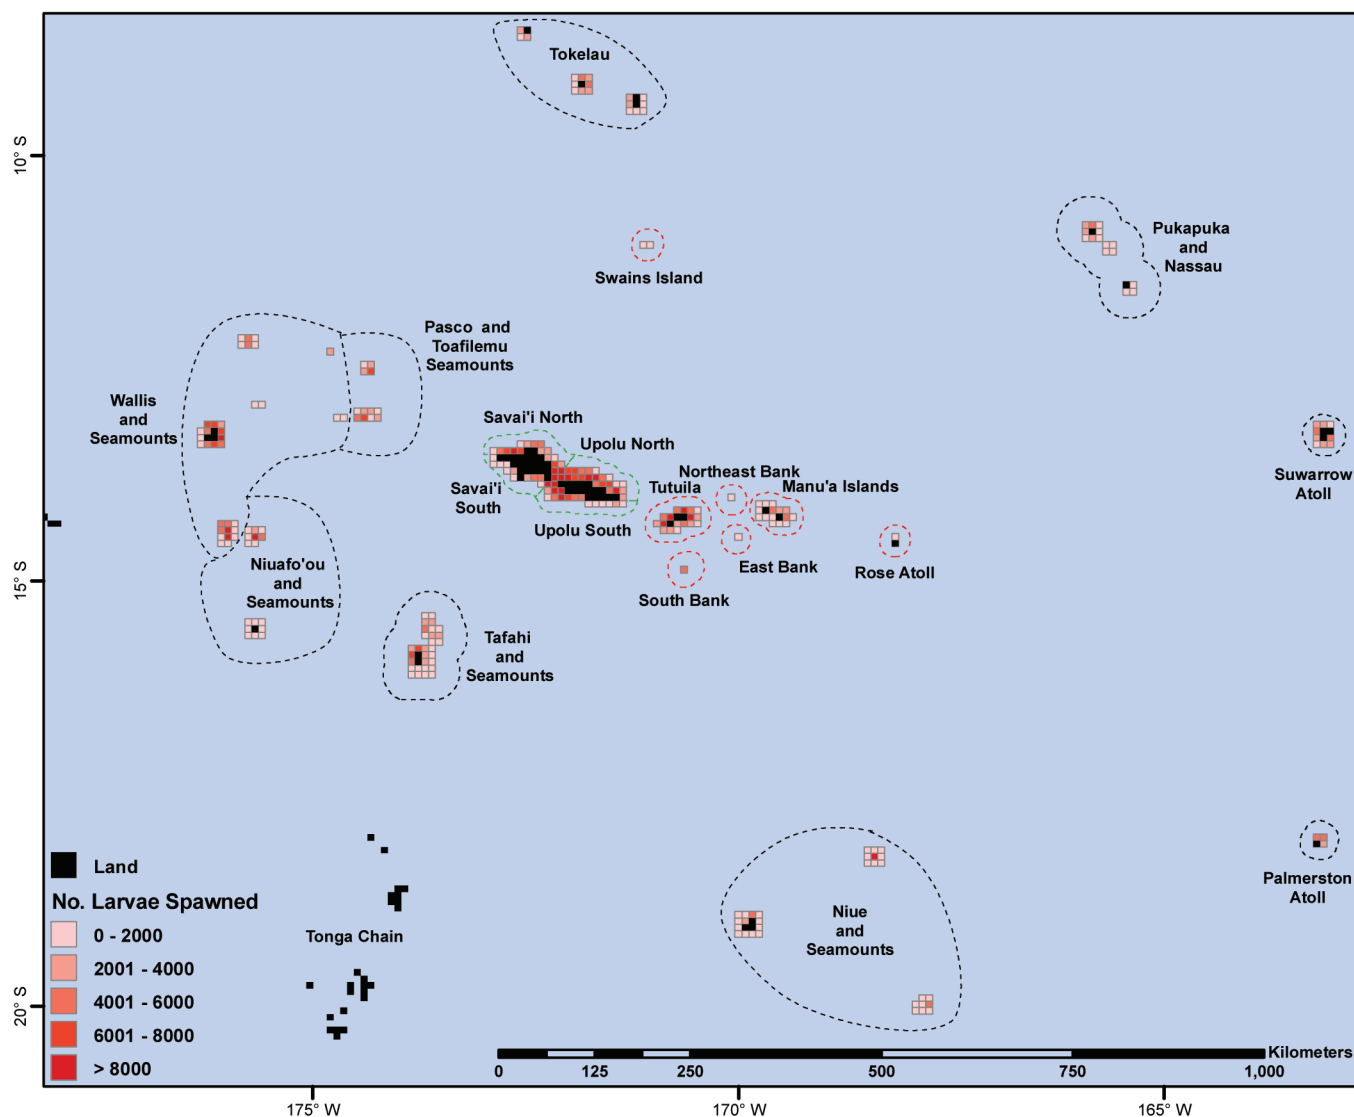 Tokelau
10° S
Pukapuka
and
Nassau
Swains Island
Pasco and
Toafilemu
Seamounts
Wallis
and
Seamounts
Savai'i North
Upolu North
Northeast Bank
Suwarrow
Atoll
Savai'i
South
Tutuila
Manu'a Islands
Upolu South
Niuafo'ou
and
Seamounts
East Bank
Rose Atoll
15° S
South Bank
Tafahi
and
Seamounts
Land
Palmerston
Atoll
No. Larvae Spawned
0 - 2000
Tonga Chain
Niue
and
Seamounts
2001 - 4000
4001 - 6000
20° S
6001 - 8000
Kilometers
> 8000
0 125 250 500 750 1,000
175° W 170° W 165° W